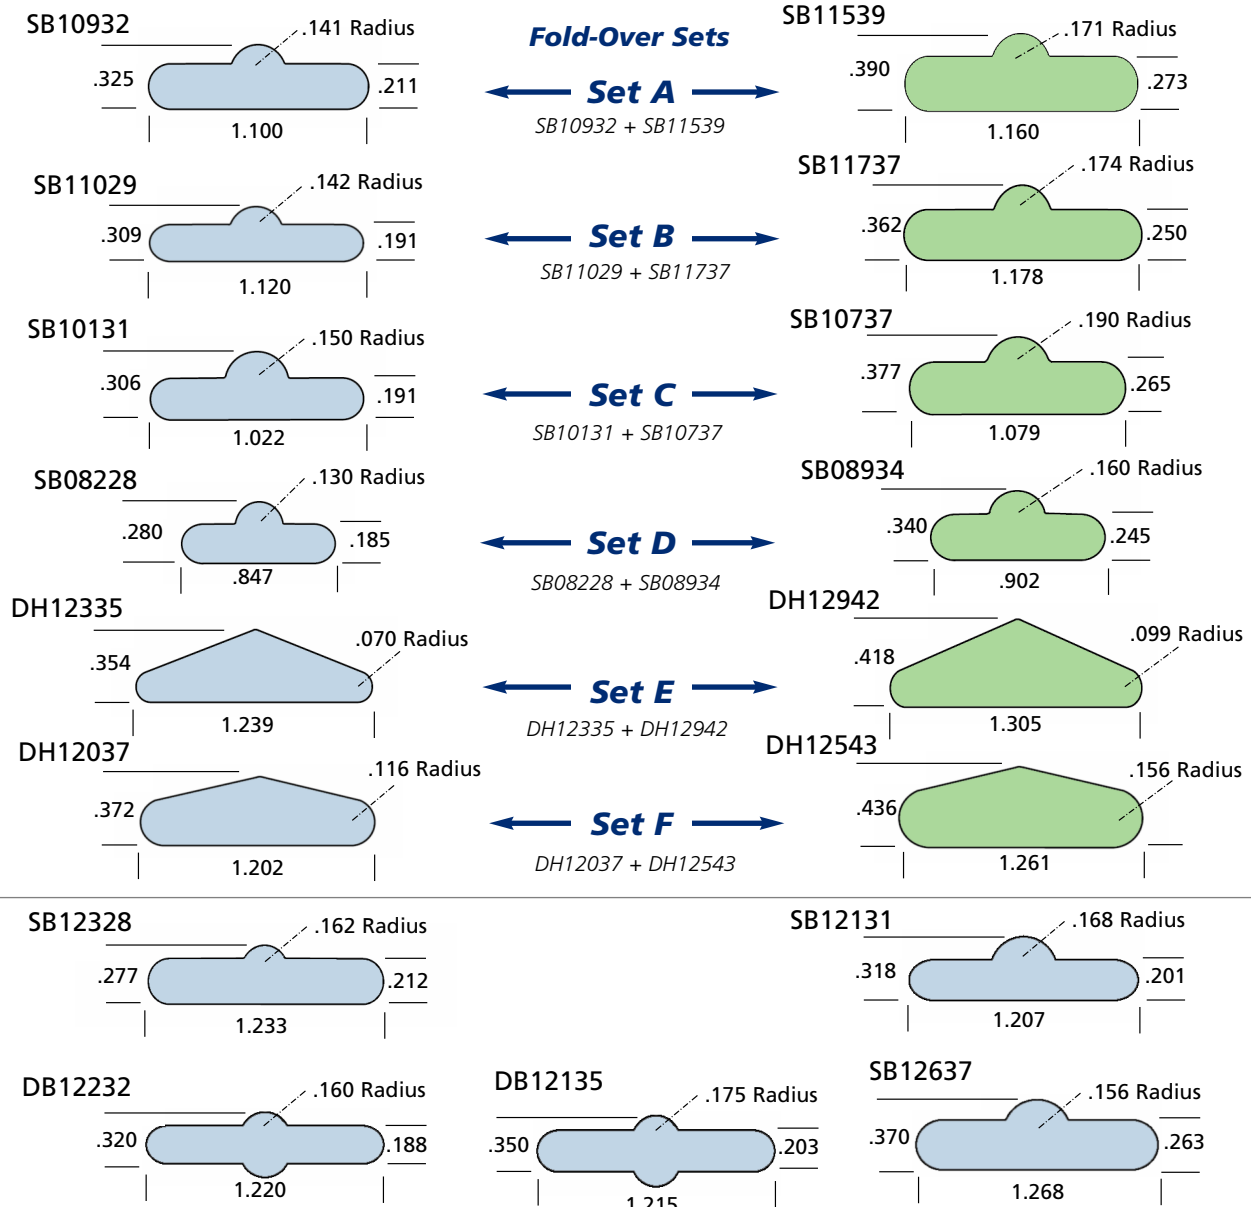 SB10932
.141 Radius
.325
.211
1.100
Fold-Over Sets
Set A
SB10932 + SB11539
SB11539
.171 Radius
.390
.273
1.160
SB11029
.142 Radius
.309
.191
1.120
Set B
SB11029 + SB11737
SB11737
.174 Radius
.362
.250
1.178
SB10131
.150 Radius
.306
.191
1.022
Set C
SB10131 + SB10737
SB10737
.190 Radius
.377
.265
1.079
SB08228
.130 Radius
.280
.185
.847
Set D
SB08228 + SB08934
SB08934
.160 Radius
.340
.245
.902
DH12335
.070 Radius
.354
1.239
Set E
DH12335 + DH12942
DH12942
.099 Radius
.418
1.305
DH12037
.116 Radius
.372
1.202
Set F
DH12037 + DH12543
DH12543
.156 Radius
.436
1.261
SB12328
.162 Radius
.277
.212
1.233
SB12131
.168 Radius
.318
.201
1.207
DB12232
.160 Radius
.320
.188
1.220
DB12135
.175 Radius
.350
.203
1.215
SB12637
.156 Radius
.370
.263
1.268